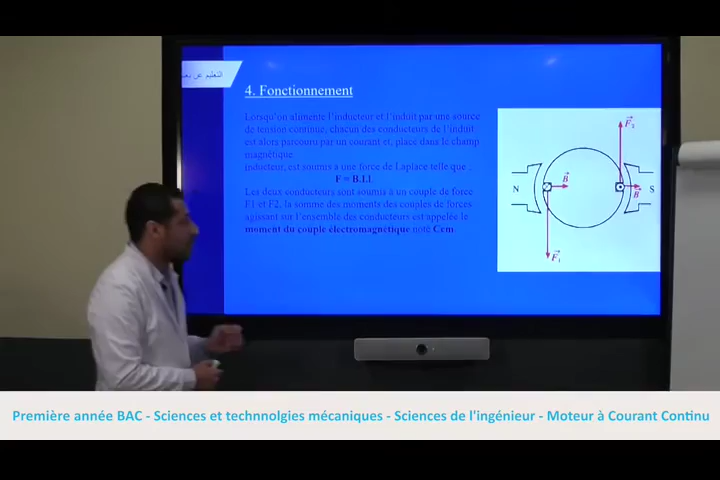 التعليم عن بعد
4. Fonctionnement
Lorsqu'on alimente l'inducteur et l'induit par une source
de tension continue, chacun des conducteurs de l'induit
est alors parcouru par un courant et, placé dans le champ
magnétique
inducteur, est soumis à une force de Laplace telle que :
F = B.I.l
Les deux conducteurs sont soumis à un couple de force
F1 et F2, la somme des moments des couples de forces
agissant sur l'ensemble des conducteurs est appelée le
moment du couple électromagnétique noté Cem.
F2
B
N
S
B
F1
Première année BAC - Sciences et technnolgies mécaniques - Sciences de l'ingénieur - Moteur à Courant Continu